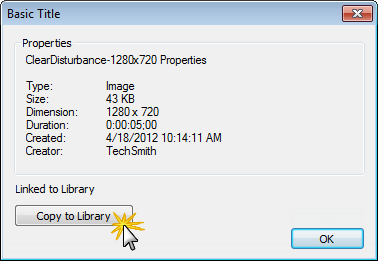 Basic Title
Properties
ClearDisturbance-1280x720 Properties
Type: Image
Size: 43 KB
Dimension: 1280 x 720
Duration: 0:00:05;00
Created: 4/18/2012 10:14:11 AM
Creator: TechSmith
Linked to Library
Copy to Library
OK